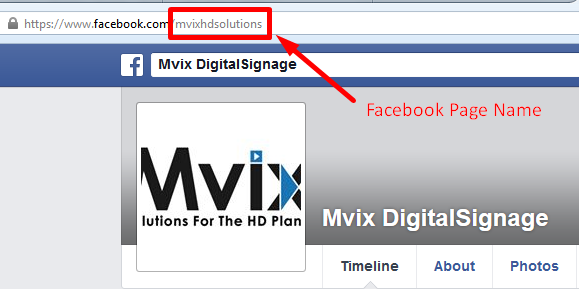 https://www.facebook.com/mvixhdsolutions
f Mvix DigitalSignage
Facebook Page Name
Mvix
lutions For The HD Plan
Mvix DigitalSignage
Timeline About Photos